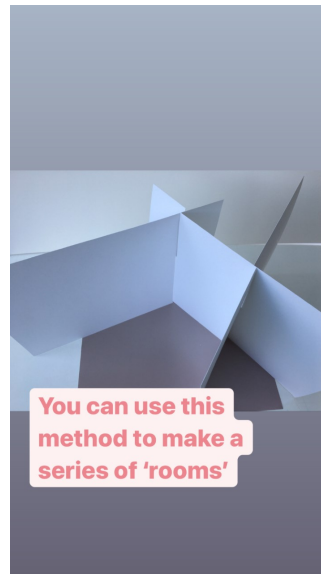 You can use this
method to make a
series of ‘rooms’